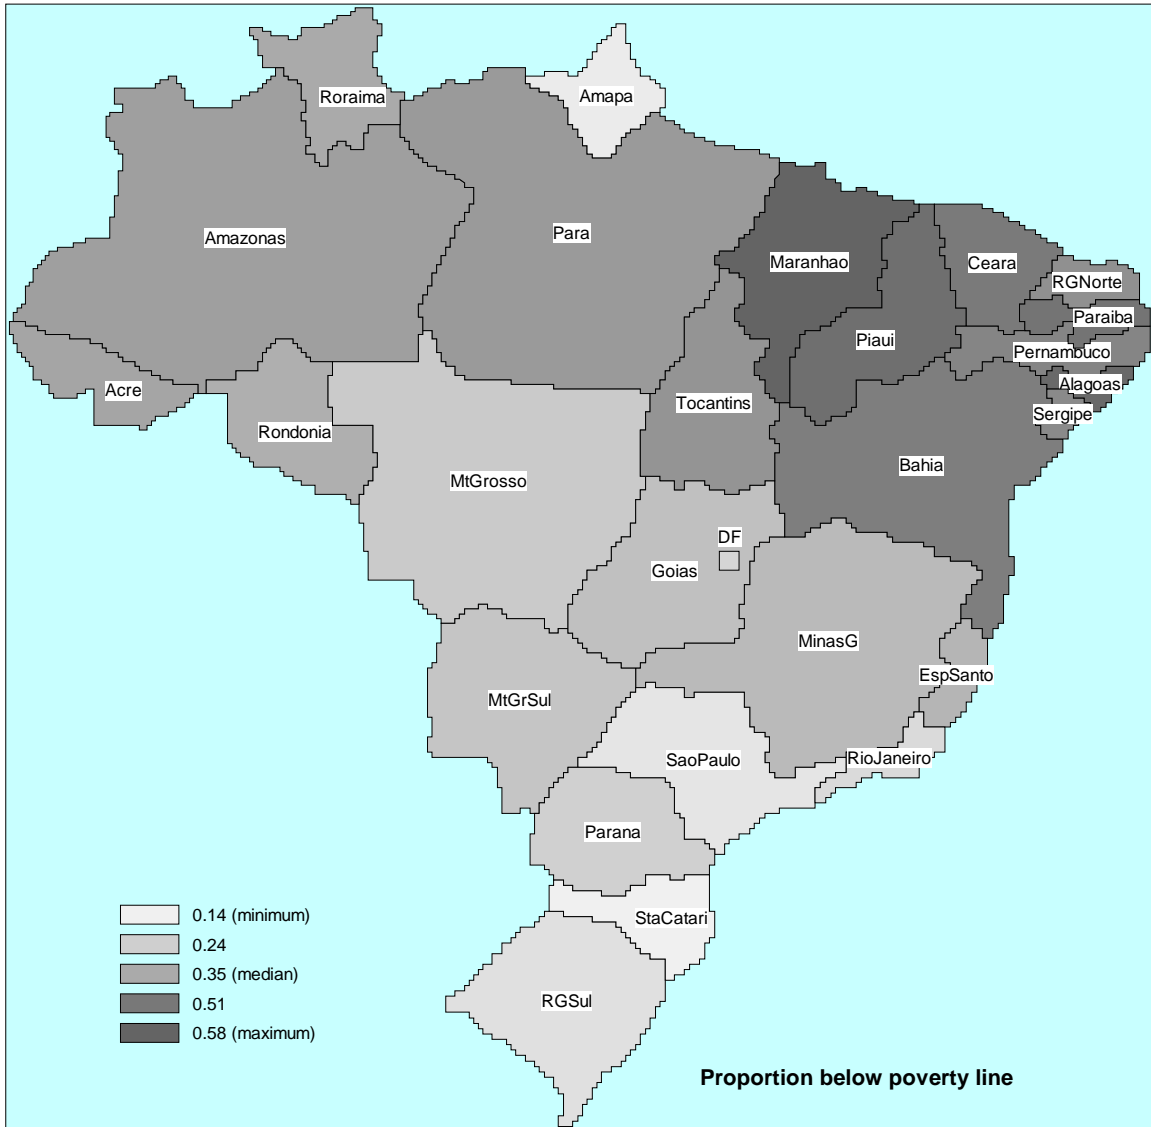 Roraima
Amapa
Amazonas
Para
Maranhao
Ceara
RGNorte
Paraiba
Piaui
Pernambuco
Acre
Alagoas
Tocantins
Sergipe
Rondonia
Bahia
MtGrosso
DF
Goias
MinasG
EspSanto
MtGrSul
SaoPaulo
RioJaneiro
Parana
StaCatari
RGSul
0.14 (minimum)
0.24
0.35 (median)
0.51
0.58 (maximum)
Proportion below poverty line